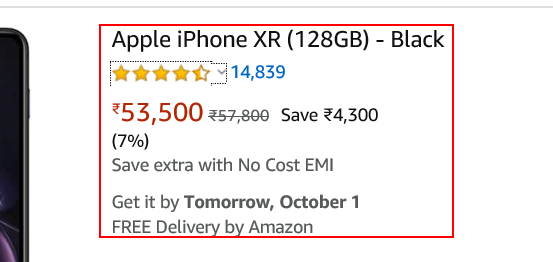 Apple iPhone XR (128GB) - Black
14,839
₹53,500 ₹57,800 Save ₹4,300
(7%)
Save extra with No Cost EMI
Get it by Tomorrow, October 1
FREE Delivery by Amazon